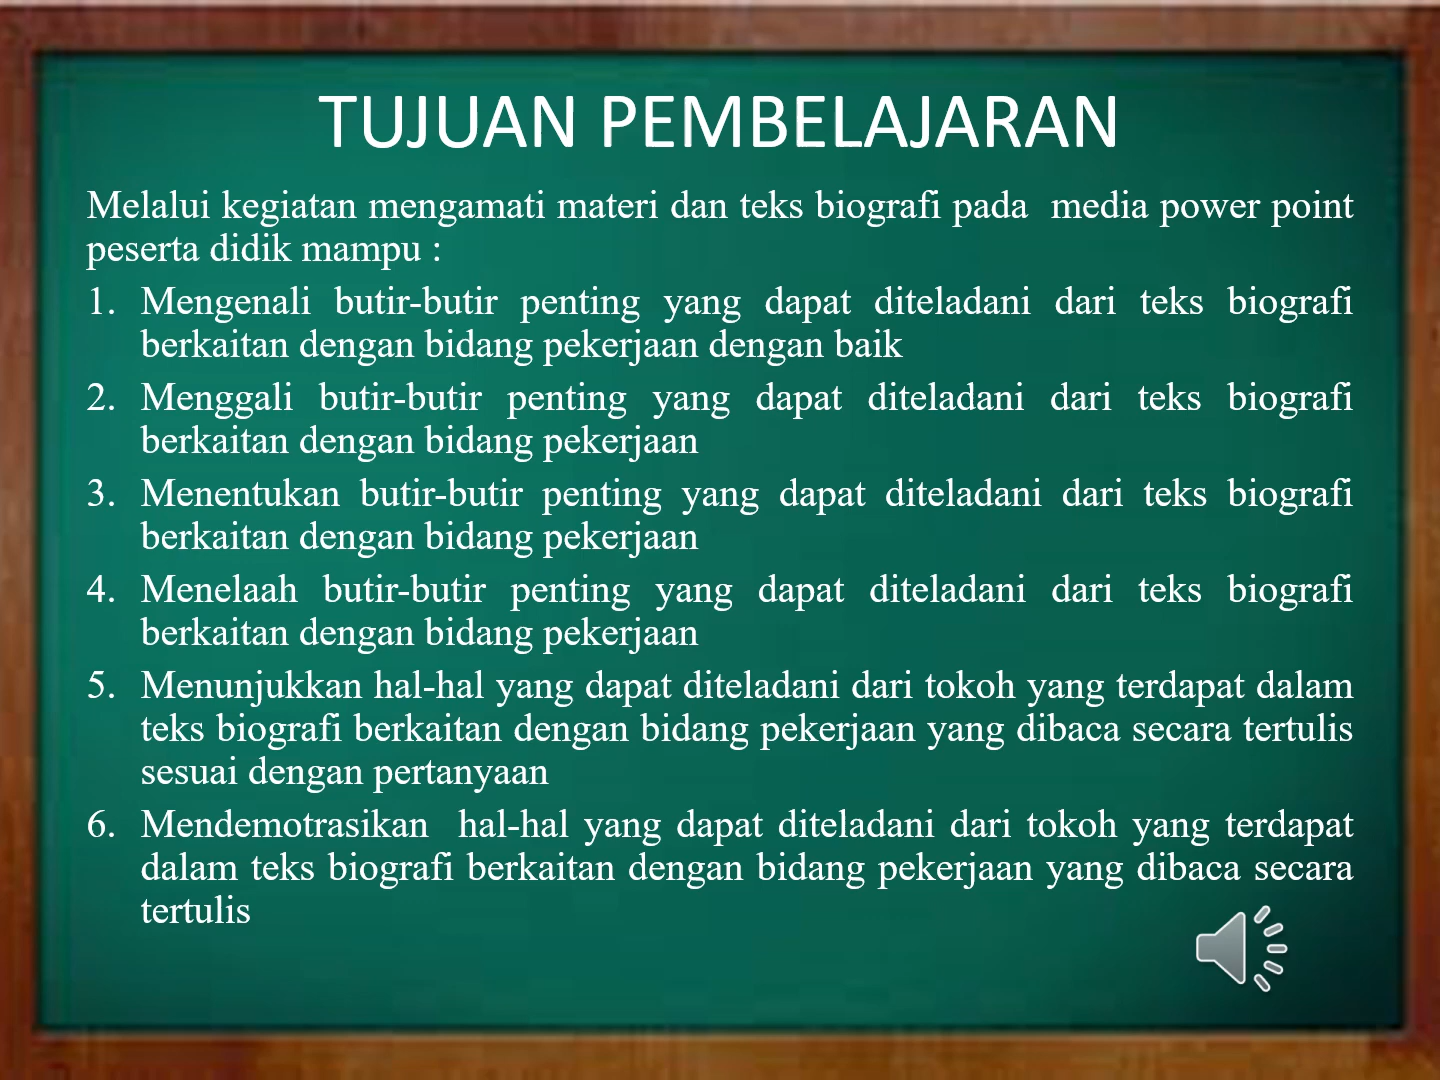 TUJUAN PEMBELAJARAN
Melalui kegiatan mengamati materi dan teks biografi pada  media power point
peserta didik mampu :
1. Mengenali butir-butir penting yang dapat diteladani dari teks biografi
berkaitan dengan bidang pekerjaan dengan baik
2. Menggali butir-butir penting yang dapat diteladani dari teks biografi
berkaitan dengan bidang pekerjaan
3. Menentukan butir-butir penting yang dapat diteladani dari teks biografi
berkaitan dengan bidang pekerjaan
4. Menelaah butir-butir penting yang dapat diteladani dari teks biografi
berkaitan dengan bidang pekerjaan
5. Menunjukkan hal-hal yang dapat diteladani dari tokoh yang terdapat dalam
teks biografi berkaitan dengan bidang pekerjaan yang dibaca secara tertulis
sesuai dengan pertanyaan
6. Mendemotrasikan  hal-hal yang dapat diteladani dari tokoh yang terdapat
dalam teks biografi berkaitan dengan bidang pekerjaan yang dibaca secara
tertulis